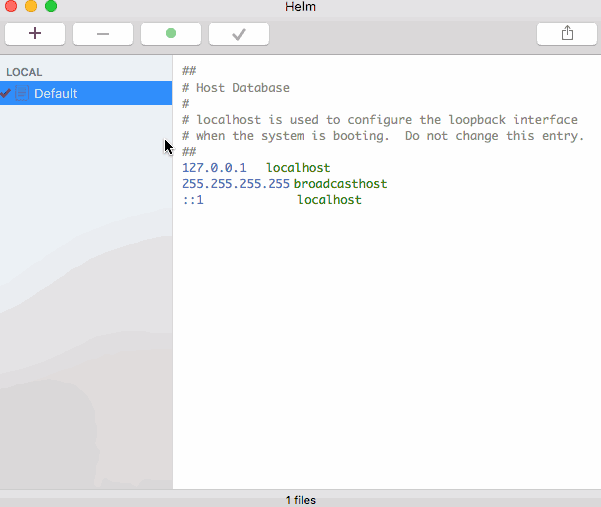 Helm
LOCAL
Default
##
# Host Database
#
# localhost is used to configure the loopback interface
# when the system is booting.  Do not change this entry.
##
127.0.0.1 localhost
255.255.255.255 broadcasthost
::1 localhost
1 files